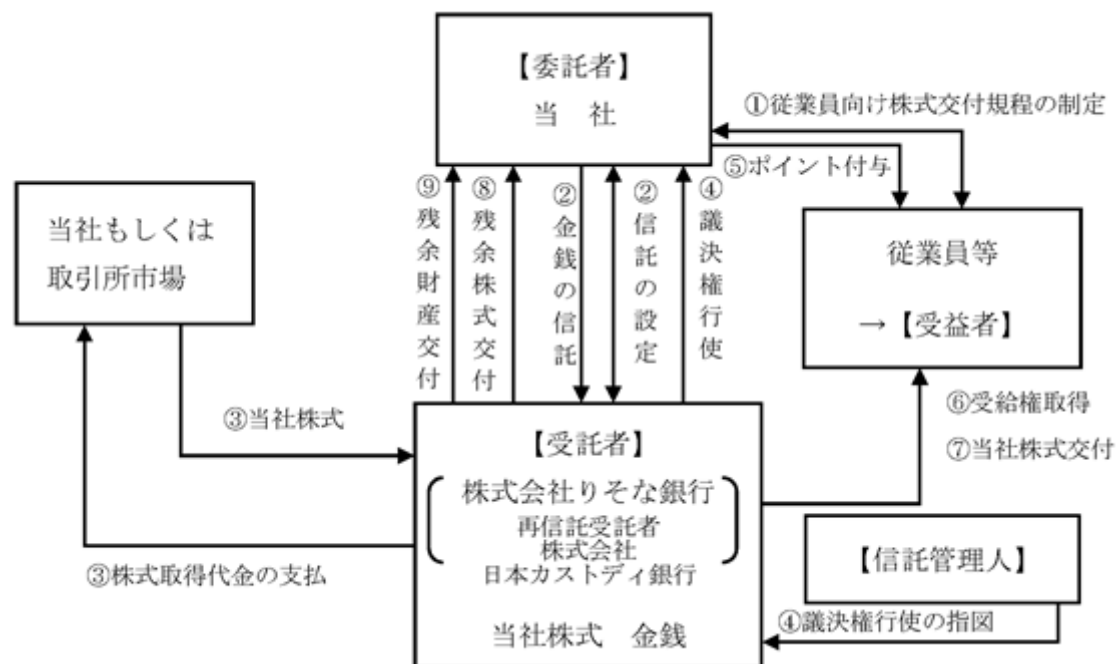 【委託者】
当 社
①従業員向け株式交付規程の制定
⑤ポイント付与
当社もしくは
取引所市場
従業員等
→【受益者】
⑨残余財産交付
⑧残余株式交付
②金銭の信託
②信託の設定
④議決権行使
③当社株式
⑥受給権取得
⑦当社株式交付
【受託者】
株式会社りそな銀行
再信託受託者
株式会社
日本カストディ銀行
当社株式 金銭
③株式取得代金の支払
【信託管理人】
④議決権行使の指図